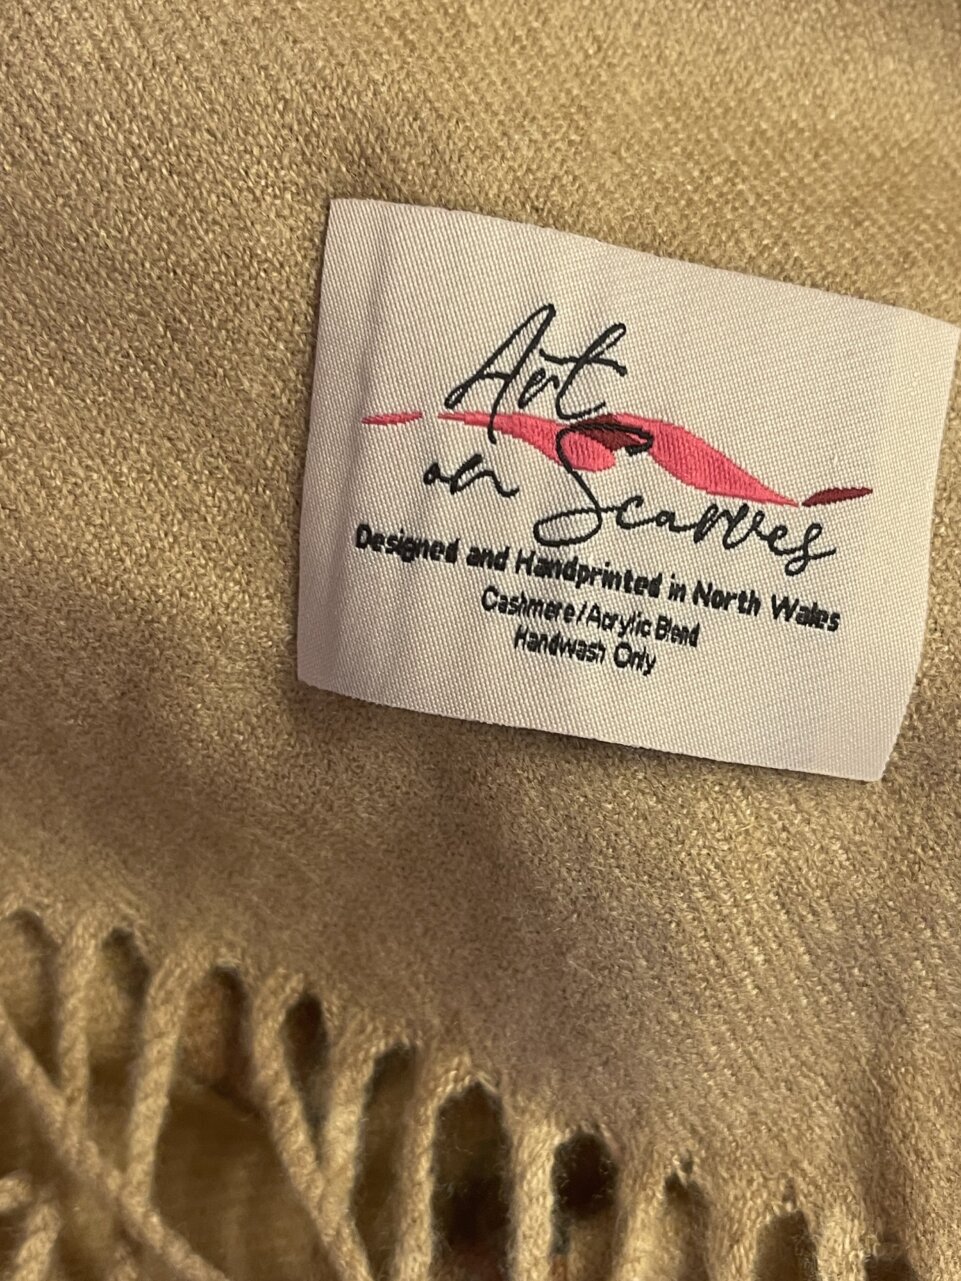 Art
on Scarves
Designed and Handprinted in North Wales
Cashmere/Acrylic Blend
Handwash Only